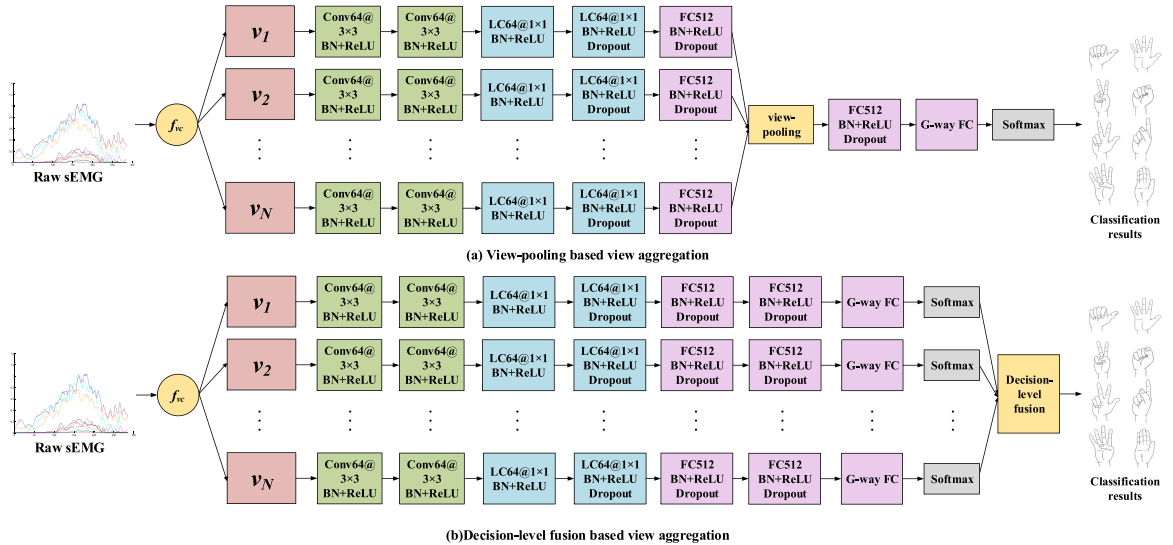 v1
Conv64@
3×3
BN+ReLU
Conv64@
3×3
BN+ReLU
LC64@1×1
BN+ReLU
LC64@1×1
BN+ReLU
Dropout
FC512
BN+ReLU
Dropout
v2
Conv64@
3×3
BN+ReLU
Conv64@
3×3
BN+ReLU
LC64@1×1
BN+ReLU
LC64@1×1
BN+ReLU
Dropout
FC512
BN+ReLU
Dropout
fvc
view-
pooling
FC512
BN+ReLU
Dropout
G-way FC
Softmax
Raw sEMG
vN
Conv64@
3×3
BN+ReLU
Conv64@
3×3
BN+ReLU
LC64@1×1
BN+ReLU
LC64@1×1
BN+ReLU
Dropout
FC512
BN+ReLU
Dropout
Classification
results
(a) View-pooling based view aggregation
v1
Conv64@
3×3
BN+ReLU
Conv64@
3×3
BN+ReLU
LC64@1×1
BN+ReLU
LC64@1×1
BN+ReLU
Dropout
FC512
BN+ReLU
Dropout
FC512
BN+ReLU
Dropout
G-way FC
Softmax
v2
Conv64@
3×3
BN+ReLU
Conv64@
3×3
BN+ReLU
LC64@1×1
BN+ReLU
LC64@1×1
BN+ReLU
Dropout
FC512
BN+ReLU
Dropout
FC512
BN+ReLU
Dropout
G-way FC
Softmax
fvc
Decision-
level
fusion
Raw sEMG
vN
Conv64@
3×3
BN+ReLU
Conv64@
3×3
BN+ReLU
LC64@1×1
BN+ReLU
LC64@1×1
BN+ReLU
Dropout
FC512
BN+ReLU
Dropout
FC512
BN+ReLU
Dropout
G-way FC
Softmax
Classification
results
(b)Decision-level fusion based view aggregation